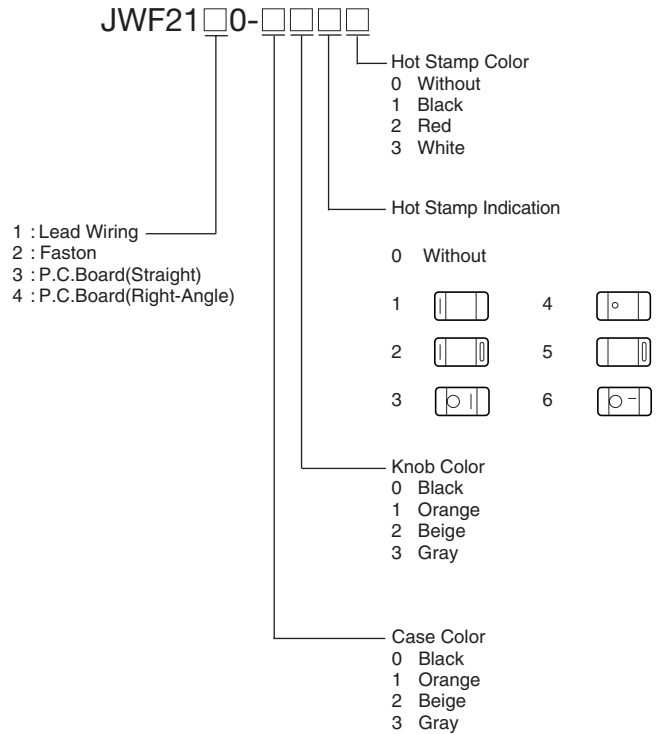 JWF21□0-□□□□
Hot Stamp Color
0 Without
1 Black
2 Red
3 White
Hot Stamp Indication
0 Without
1 4
2 5
3 6
1 : Lead Wiring
2 : Faston
3 : P.C.Board(Straight)
4 : P.C.Board(Right-Angle)
Knob Color
0 Black
1 Orange
2 Beige
3 Gray
Case Color
0 Black
1 Orange
2 Beige
3 Gray